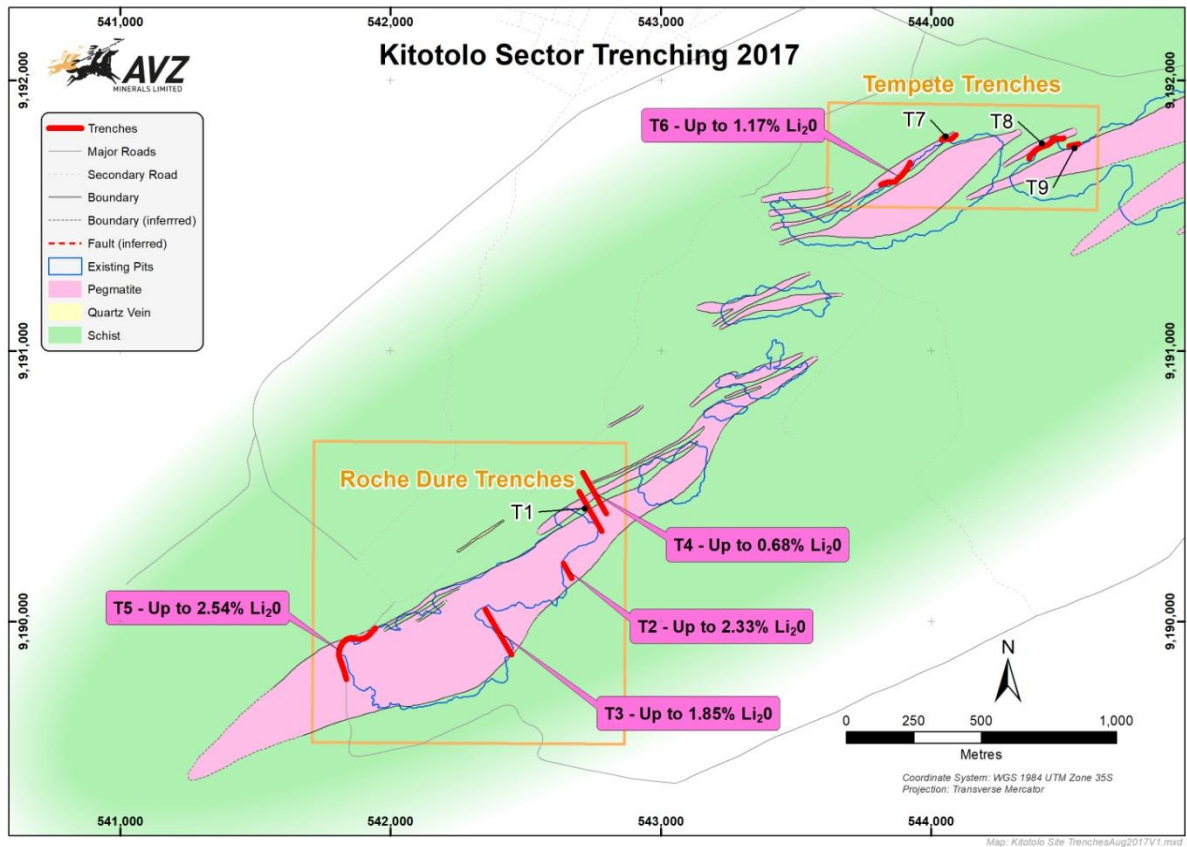 541,000
542,000
543,000
544,000
Kitotolo Sector Trenching 2017
AVZ
MINERALS LIMITED
Trenches
Major Roads
Secondary Road
Boundary
Boundary (inferrred)
Fault (inferred)
Existing Pits
Pegmatite
Quartz Vein
Schist
9,192,000
9,192,000
Tempete Trenches
T6 - Up to 1.17% Li₂0
T7
T8
T9
9,191,000
9,191,000
Roche Dure Trenches
T1
T4 - Up to 0.68% Li₂0
T5 - Up to 2.54% Li₂0
T2 - Up to 2.33% Li₂0
T3 - Up to 1.85% Li₂0
9,190,000
9,190,000
N
0 250 500 1,000
Metres
Coordinate System: WGS 1984 UTM Zone 35S
Projection: Transverse Mercator
541,000
542,000
543,000
544,000
Map: Kitotolo Site TrenchesAug2017V1.mxd